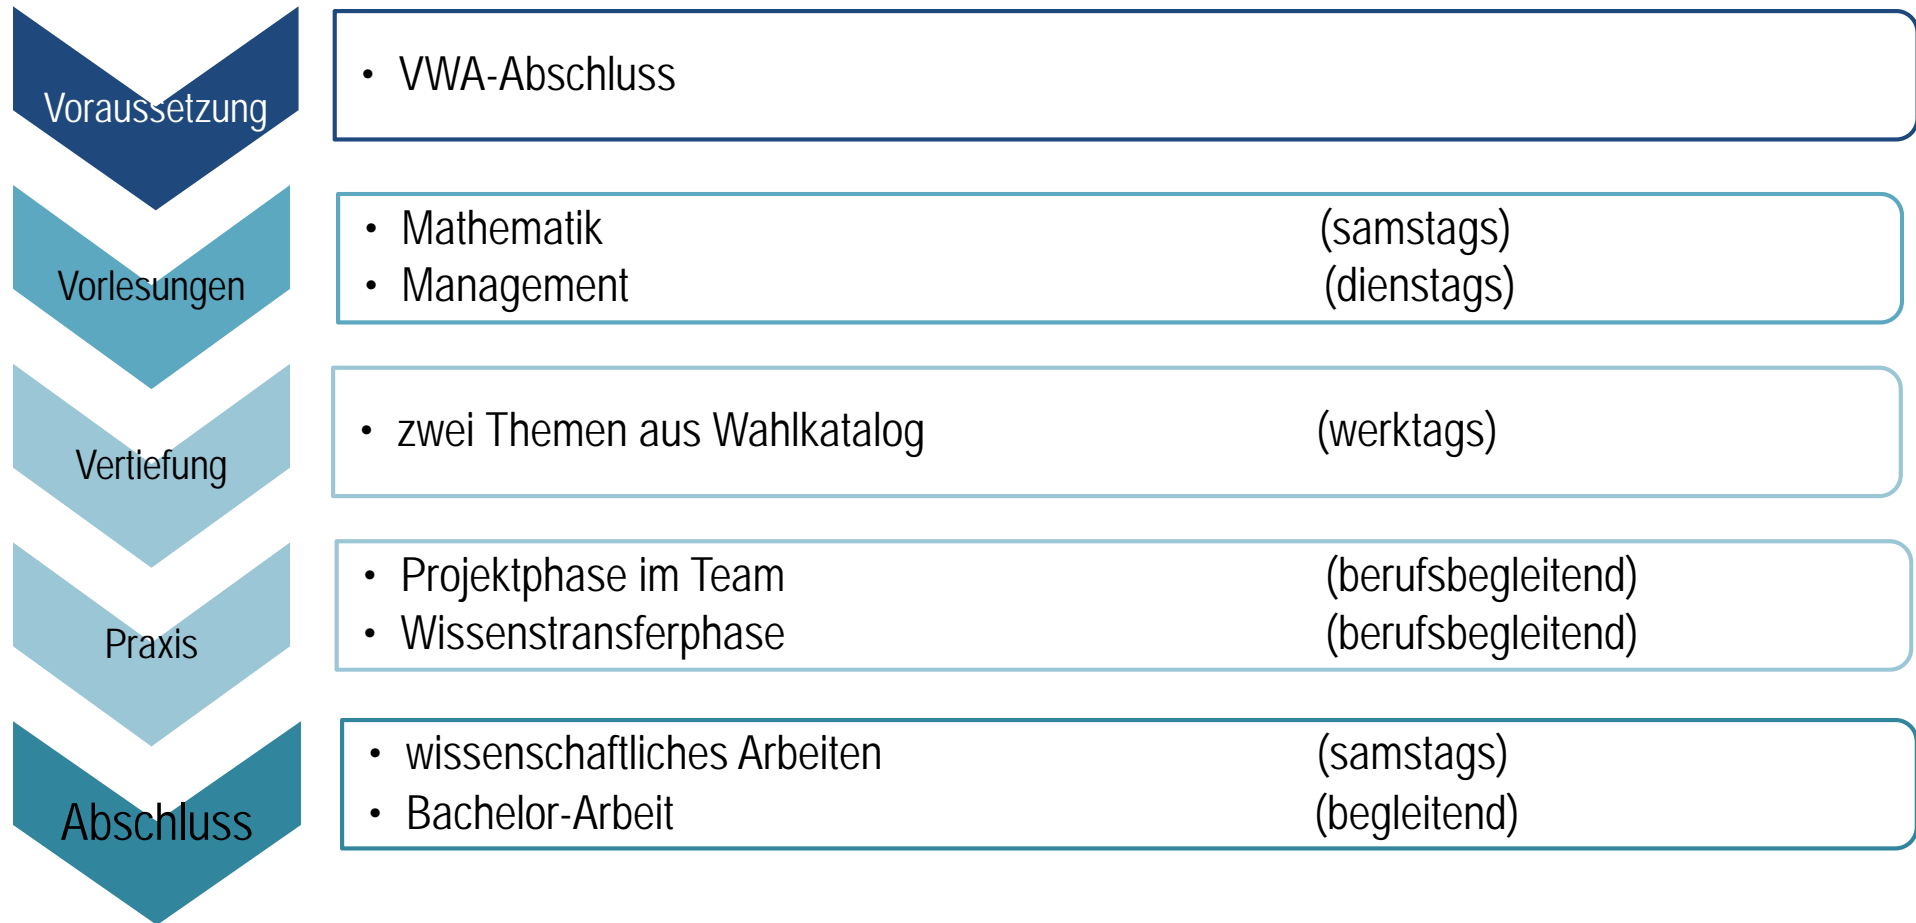 Voraussetzung
• VWA-Abschluss
Vorlesungen
• Mathematik (samstags)
• Management (dienstags)
Vertiefung
• zwei Themen aus Wahlkatalog (werktags)
Praxis
• Projektphase im Team (berufsbegleitend)
• Wissenstransferphase (berufsbegleitend)
Abschluss
• wissenschaftliches Arbeiten (samstags)
• Bachelor-Arbeit (begleitend)